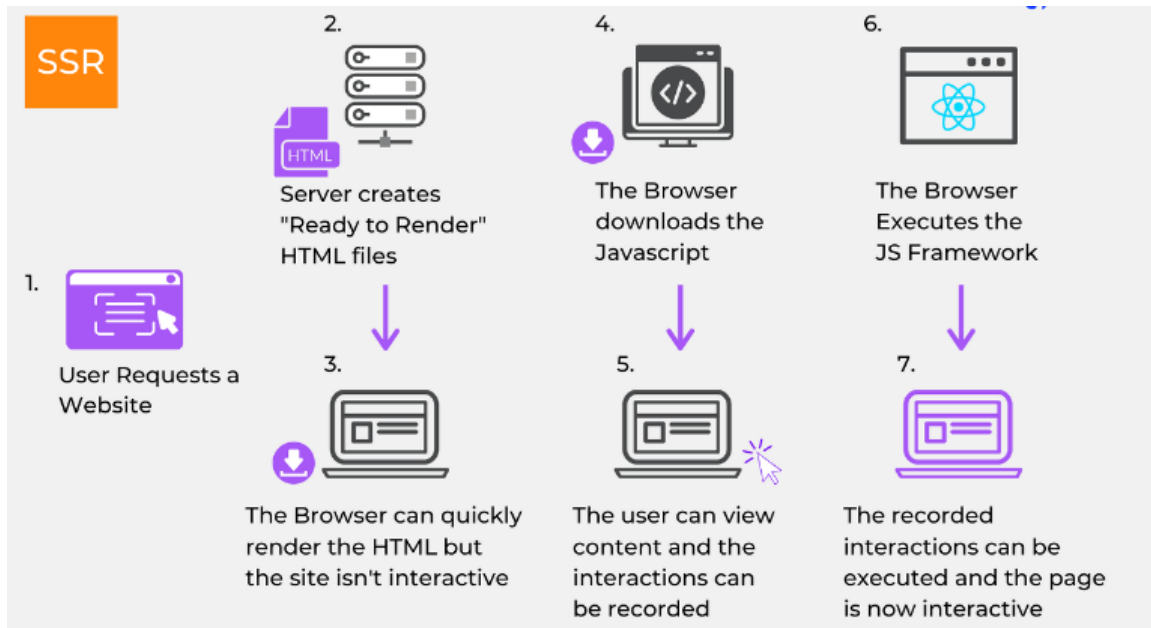 SSR
1.
User Requests a
Website
2.
HTML
Server creates
"Ready to Render"
HTML files
3.
The Browser can quickly
render the HTML but
the site isn't interactive
4.
</>
The Browser
downloads the
Javascript
5.
The user can view
content and the
interactions can
be recorded
6.
The Browser
Executes the
JS Framework
7.
The recorded
interactions can be
executed and the page
is now interactive